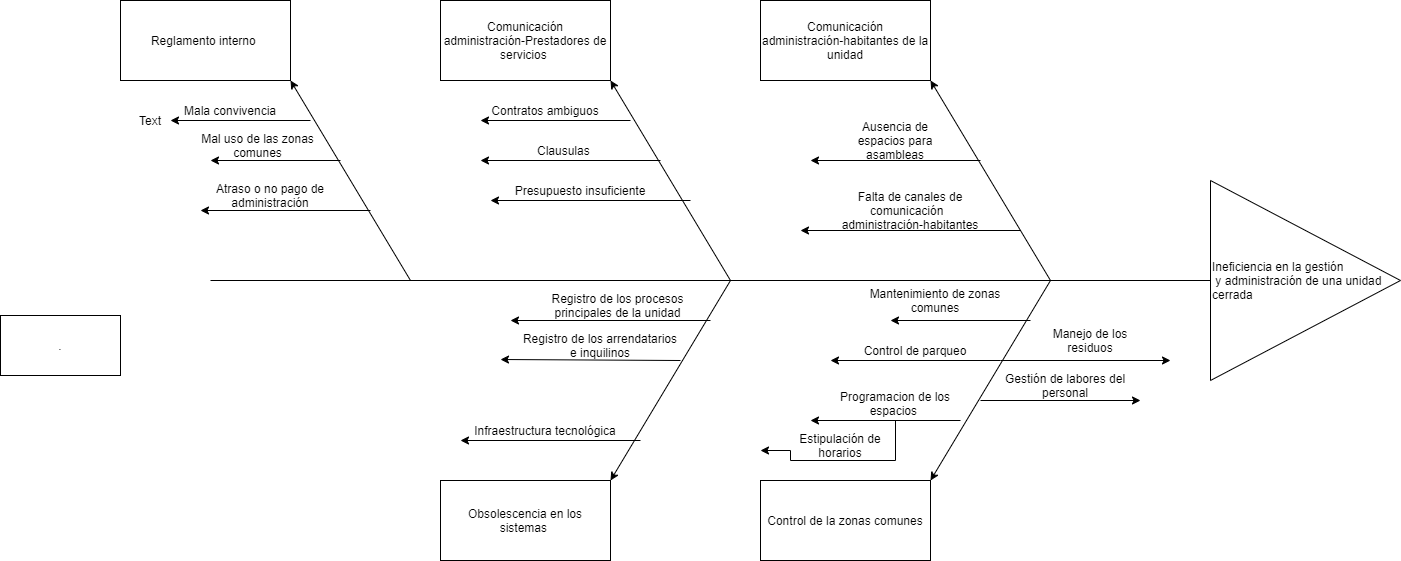 Reglamento interno
Comunicación
administración-Prestadores de
servicios
Comunicación
administración-habitantes de la
unidad
Mala convivencia
Text
Mal uso de las zonas
comunes
Atraso o no pago de
administración
Contratos ambiguos
Clausulas
Presupuesto insuficiente
Ausencia de
espacios para
asambleas
Falta de canales de
comunicación
administración-habitantes
Ineficiencia en la gestión
y administración de una unidad
cerrada
.
Registro de los procesos
principales de la unidad
Registro de los arrendatarios
e inquilinos
Infraestructura tecnológica
Mantenimiento de zonas
comunes
Control de parqueo
Manejo de los
residuos
Gestión de labores del
personal
Programacion de los
espacios
Estipulación de
horarios
Obsolescencia en los
sistemas
Control de la zonas comunes